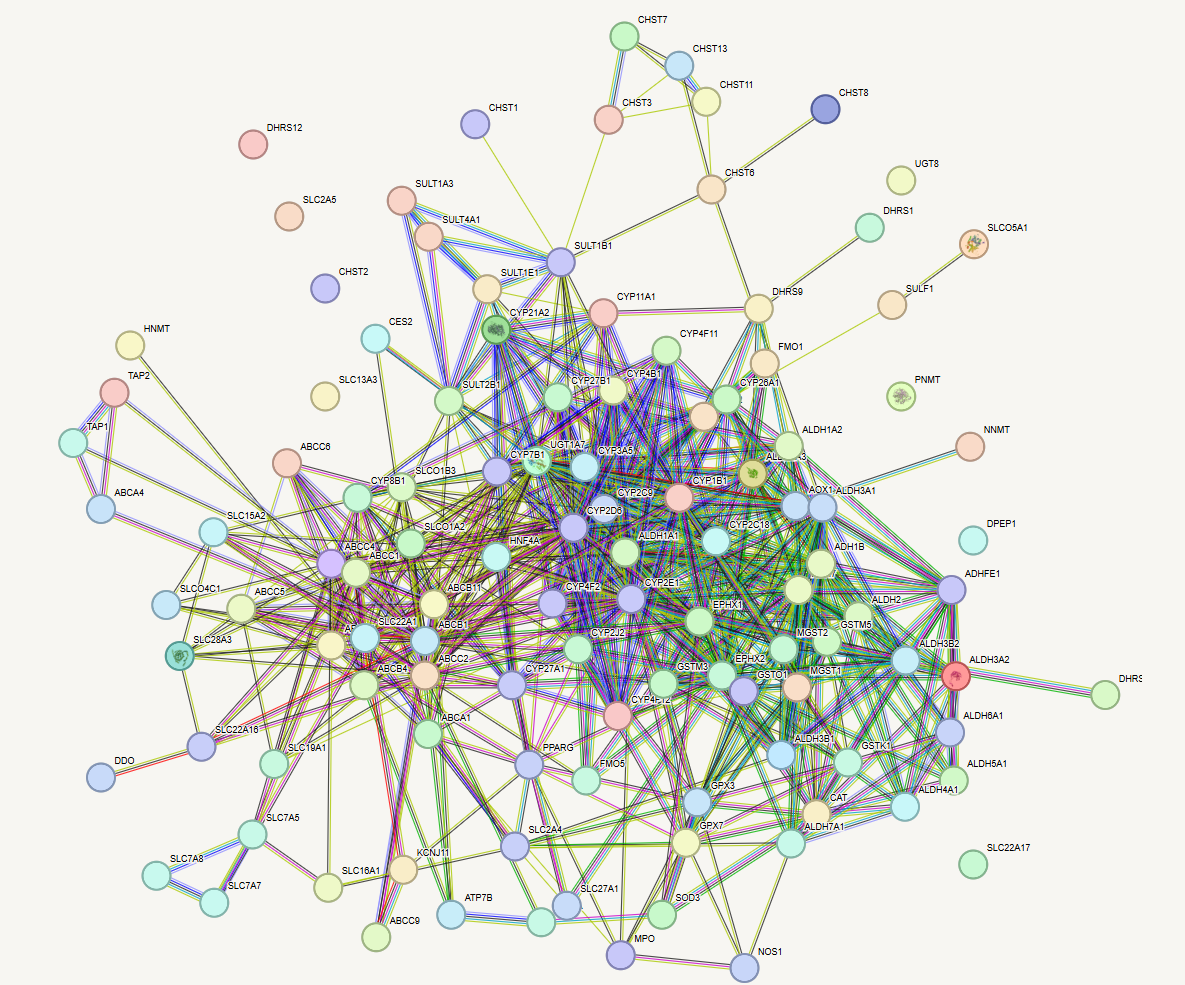 CHST7
CHST13
CHST11
CHST8
CHST3
CHST1
DHRS12
CHST6
UGT8
SULT1A3
SLC2A5
DHRS1
SULT4A1
SLCO5A1
SULT1B1
CHST2
SULT1E1
SULF1
DHRS9
CYP11A1
CYP21A2
CES2
HNMT
CYP4F11
FMO1
TAP2
SLC13A3
SULT2B1
CYP27B1
CYP4B1
CYP26A1
PNMT
TAP1
ABCC6
ALDH1A2
NNMT
UGT1A7
CYP7B1
CYP3A5
SLCO1B3
CYP8B1
ABCA4
CYP2C9
CYP1B1
AOX1
ALDH3A1
SLC15A2
SLCO1A2
CYP2D6
CYP2C18
DPEP1
HNF4A
ALDH1A1
ABCC4
ABCC1
ADH1B
ADHFE1
SLCO4C1
ABCC5
ABCB11
CYP4F2
CYP2E1
EPHX1
ALDH2
SLC22A1
ABCB1
GSTM5
SLC28A3
CYP2J2
MGST2
ALDH3B2
ABCC2
ALDH3A2
ABCB4
CYP27A1
GSTM3
EPHX2
GSTO1
MGST1
DHRS
CYP4F12
ABCA1
ALDH6A1
SLC22A16
SLC19A1
PPARG
ALDH3B1
GSTK1
DDO
FMO5
ALDH5A1
GPX3
ALDH4A1
CAT
SLC7A5
SLC2A4
GPX7
ALDH7A1
SLC7A8
KCNJ11
SLC22A17
SLC7A7
SLC16A1
ATP7B
SLC27A1
SOD3
ABCC9
MPO
NOS1